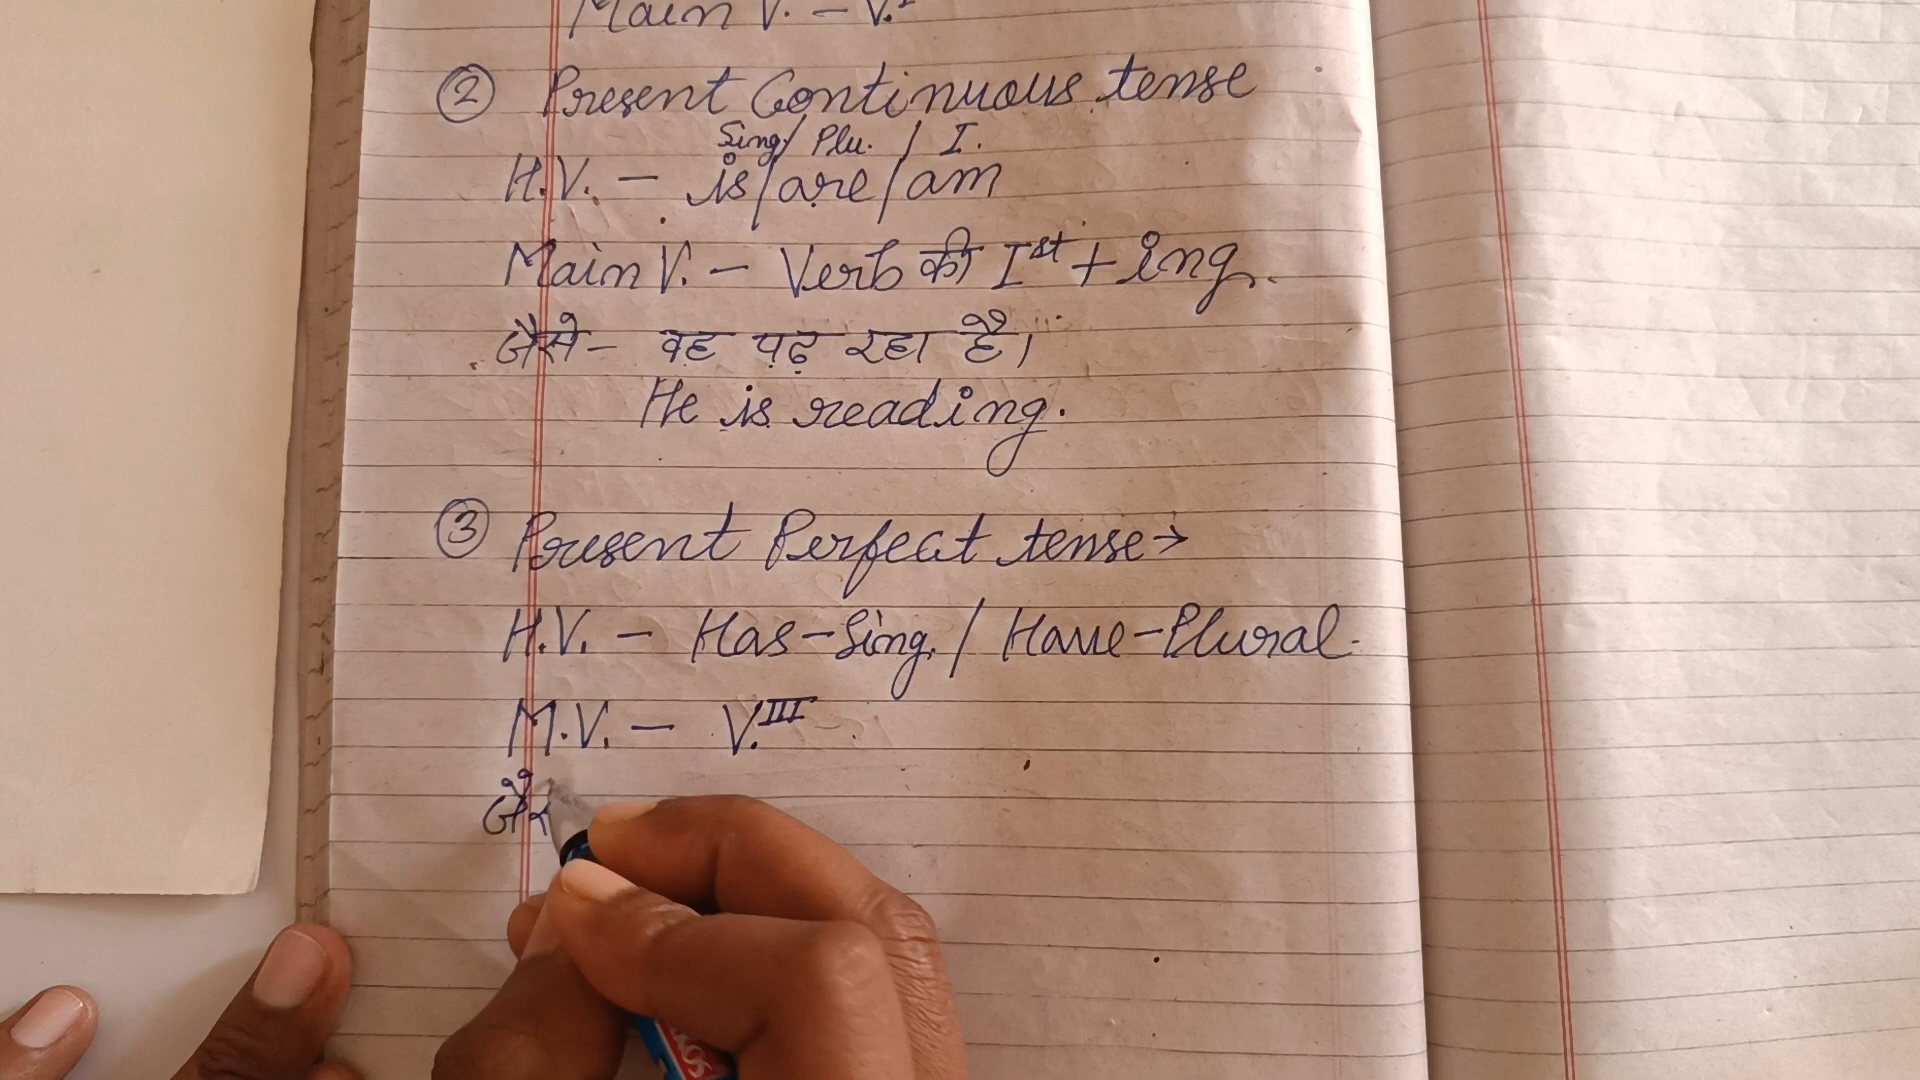 Main V. – V.I
② Present Continuous tense
Sing/ Plu. / I.
H.V. – is/are/am
Main V. – Verb की Ist + ing.
जैसे – वह पढ़ रहा है।
He is reading.
③ Present Perfect tense→
H.V. – Has–Sing. / Have–Plural.
M.V. – V.III